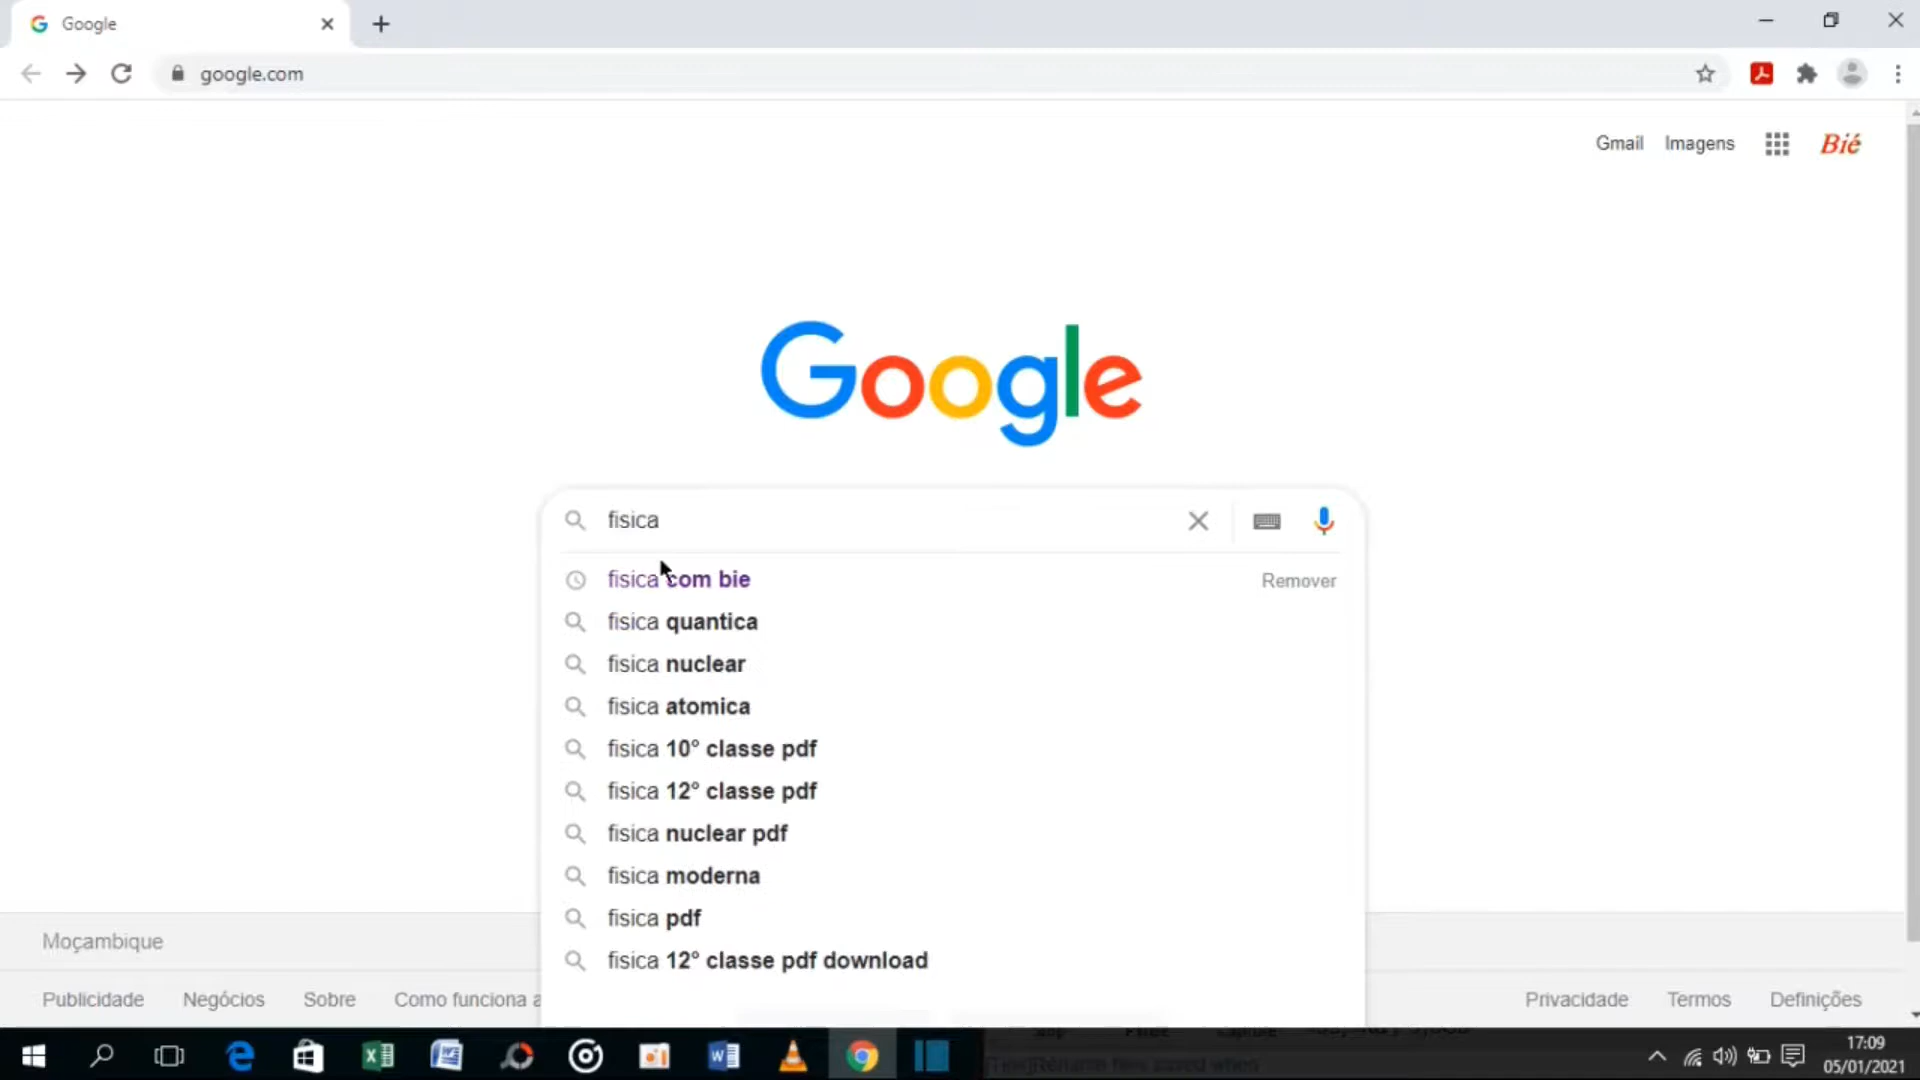 Google
google.com
Gmail Imagens Bié
Google
fisica
fisica com bie Remover
fisica quantica
fisica nuclear
fisica atomica
fisica 10° classe pdf
fisica 12° classe pdf
fisica nuclear pdf
fisica moderna
fisica pdf
fisica 12° classe pdf download
Moçambique
Publicidade Negócios Sobre Como funciona a Privacidade Termos Definições
17:09
05/01/2021